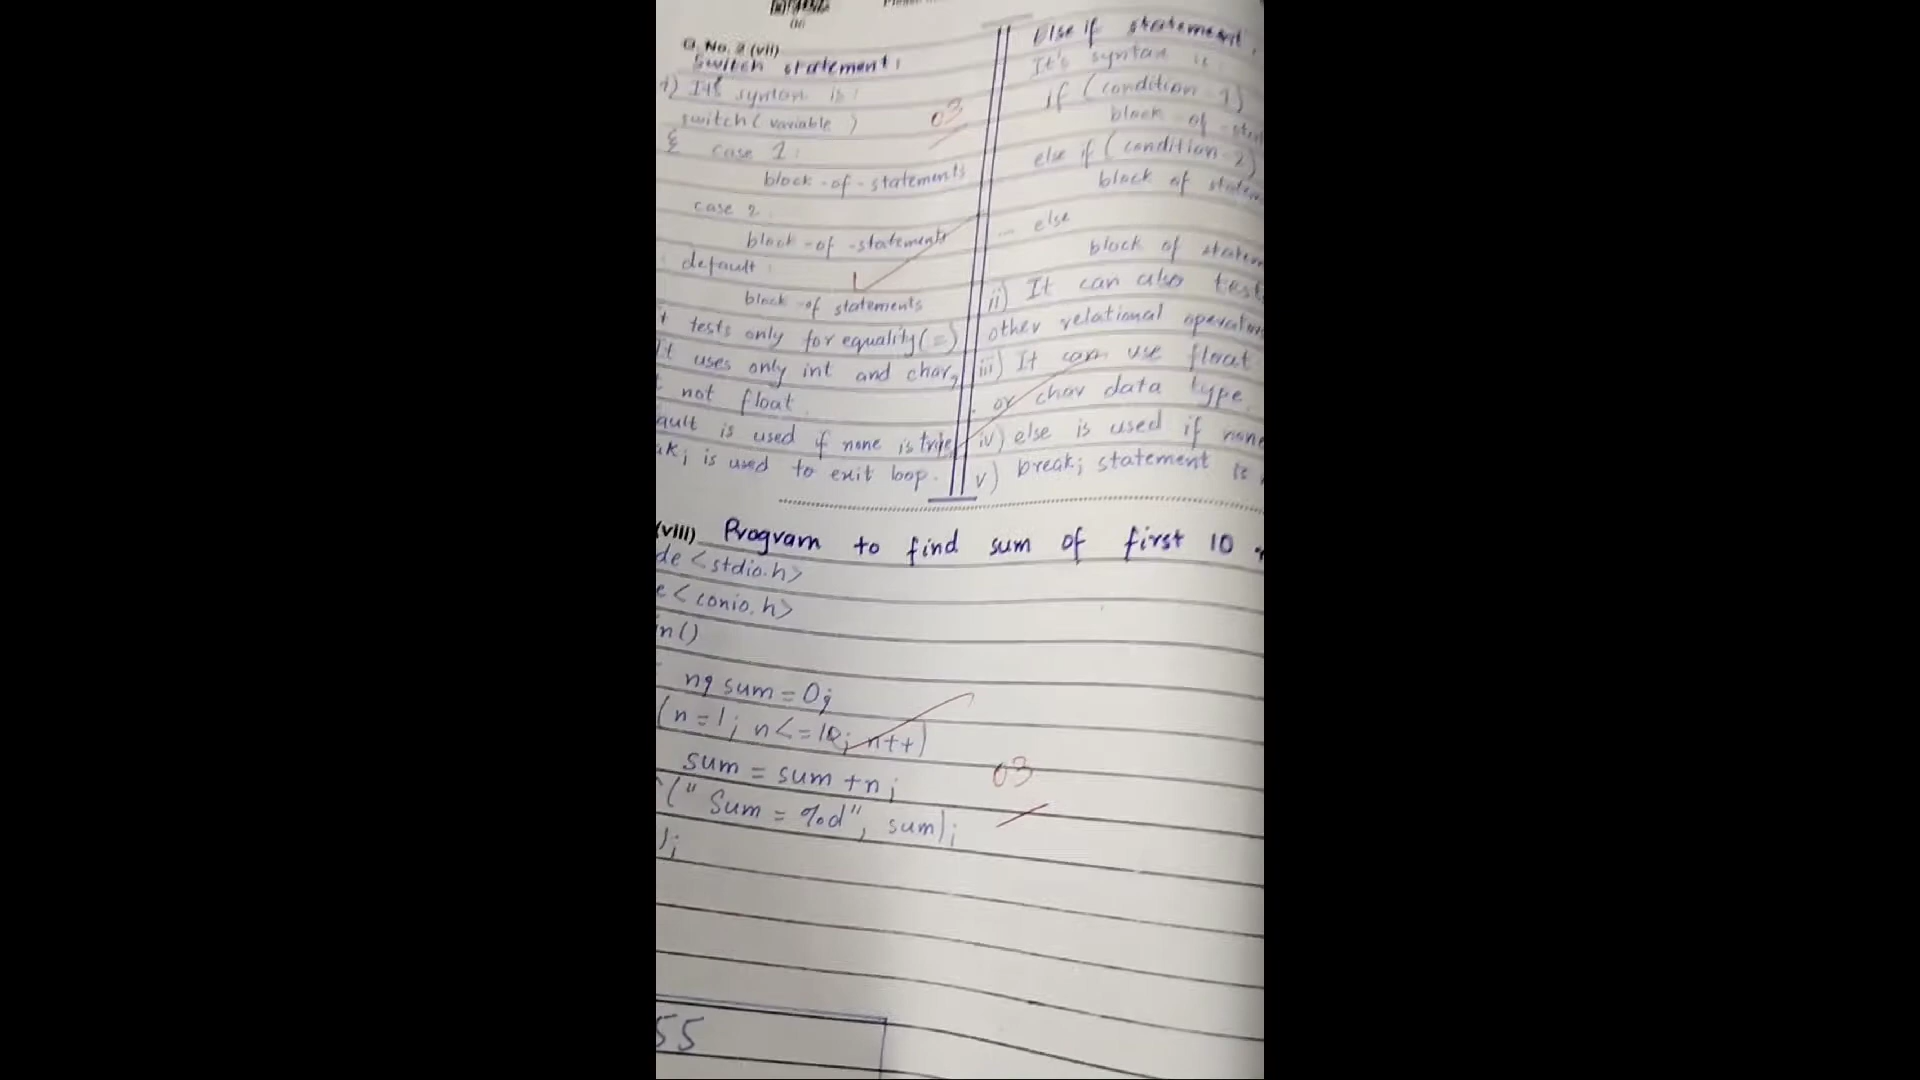 Q. No. 2 (vii)
Switch statement:
i) It's syntax is:
switch (variable)
{ case 1:
block-of-statements
case 2:
block-of-statements
default:
block of statements
tests only for equality (=)
It uses only int and char,
not float.
ault is used if none is true
ak; is used to exit loop.
03
Else if statement.
It's syntax is:
if (condition-1)
block of state
else if (condition-2)
block of statem
... else
block of statem
ii) It can also test
other relational operators
iii) It can use float
or char data type.
iv) else is used if none
v) break; statement is
(viii) Program to find sum of first 10
de <stdio.h>
e <conio.h>
in()
n, sum = 0;
(n=1; n<=10; n++)
sum = sum + n;
03
("Sum = %d", sum);
);
55